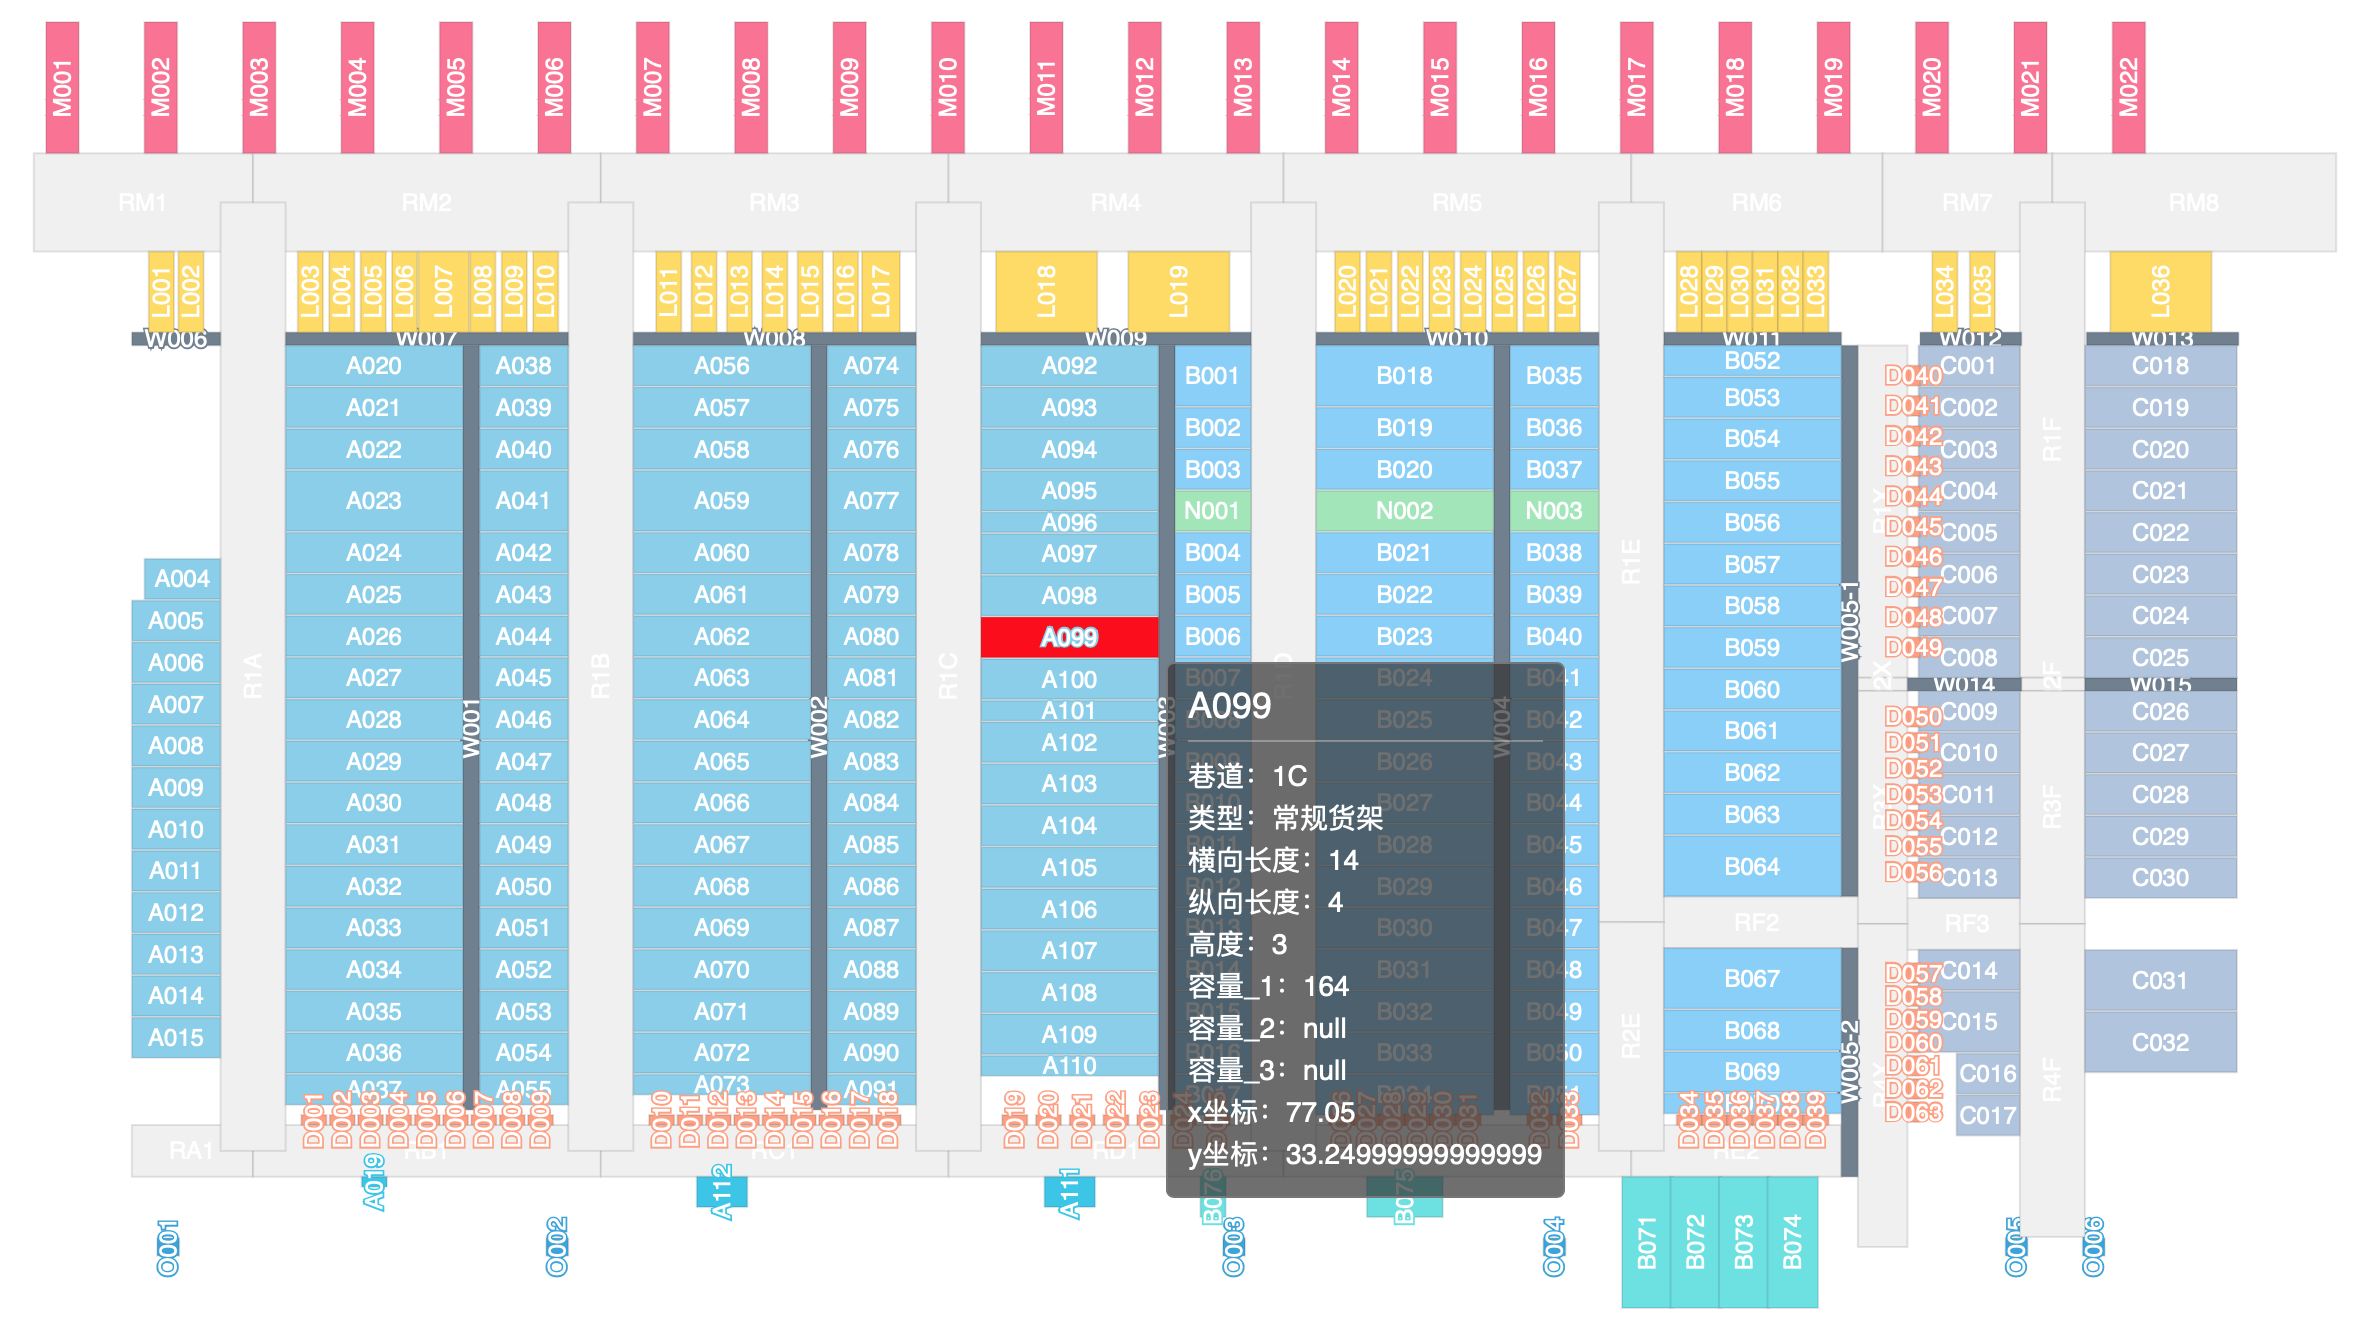 M001 M002 M003 M004 M005 M006 M007 M008 M009 M010 M011 M012 M013 M014 M015 M016 M017 M018 M019 M020 M021 M022
RM1 RM2 RM3 RM4 RM5 RM6 RM7 RM8
L001 L002 L003 L004 L005 L006 L007 L008 L009 L010 L011 L012 L013 L014 L015 L016 L017 L018 L019 L020 L021 L022 L023 L024 L025 L026 L027 L028 L029 L030 L031 L032 L033 L034 L035 L036
W006 W007 W008 W009 W010 W011 W012 W013
A004
A005
A006
A007
A008
A009
A010
A011
A012
A013
A014
A015
R1A
A020
A021
A022
A023
A024
A025
A026
A027
A028
A029
A030
A031
A032
A033
A034
A035
A036
A037
W001
A038
A039
A040
A041
A042
A043
A044
A045
A046
A047
A048
A049
A050
A051
A052
A053
A054
A055
R1B
A056
A057
A058
A059
A060
A061
A062
A063
A064
A065
A066
A067
A068
A069
A070
A071
A072
A073
W002
A074
A075
A076
A077
A078
A079
A080
A081
A082
A083
A084
A085
A086
A087
A088
A089
A090
A091
R1C
A092
A093
A094
A095
A096
A097
A098
A099
A100
A101
A102
A103
A104
A105
A106
A107
A108
A109
A110
W003
B001
B002
B003
N001
B004
B005
B006
B007
A099
巷道：1C
类型：常规货架
横向长度：14
纵向长度：4
高度：3
容量_1：164
容量_2：null
容量_3：null
x坐标：77.05
y坐标：33.24999999999999
B018
B019
B020
N002
B021
B022
B023
B024
B025
B026
B027
B028
B029
B030
B031
B032
B033
W004
B035
B036
B037
N003
B038
B039
B040
R1E
R2E
B052
B053
B054
B055
B056
B057
B058
B059
B060
B061
B062
B063
B064
RF2
B067
B068
B069
W005-1
W005-2
D040
D041
D042
D043
D044
D045
D046
D047
D048
D049
D050
D051
D052
D053
D054
D055
D056
D057
D058
D059
D060
D061
D062
D063
C001
C002
C003
C004
C005
C006
C007
C008
W014
C009
C010
C011
C012
C013
RF3
C014
C015
C016
C017
R1F
2F
R3F
R4F
C018
C019
C020
C021
C022
C023
C024
C025
W015
C026
C027
C028
C029
C030
C031
C032
D001 D002 D003 D004 D005 D006 D007 D008 D009 D010 D011 D012 D013 D014 D015 D016 D017 D018 D019 D020 D021 D022 D023 D034 D035 D036 D037 D038 D039
RA1
A019 A112 A111 B076 B075
B071 B072 B073 B074
O001 O002 O003 O004 O005 O006